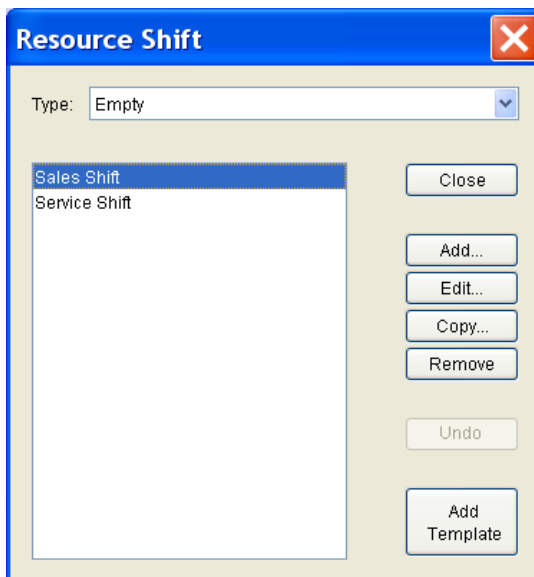 Resource Shift
Type: Empty
Sales Shift
Service Shift
Close
Add...
Edit...
Copy...
Remove
Undo
Add
Template